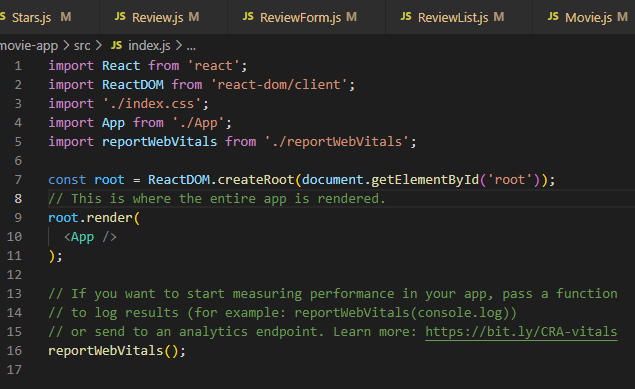 Stars.js M JS Review.js M JS ReviewForm.js M JS ReviewList.js M JS Movie.js M
movie-app > src > JS index.js > ...
1 import React from 'react';
2 import ReactDOM from 'react-dom/client';
3 import './index.css';
4 import App from './App';
5 import reportWebVitals from './reportWebVitals';
6
7 const root = ReactDOM.createRoot(document.getElementById('root'));
8 // This is where the entire app is rendered.
9 root.render(
10 <App />
11 );
12
13 // If you want to start measuring performance in your app, pass a function
14 // to log results (for example: reportWebVitals(console.log))
15 // or send to an analytics endpoint. Learn more: https://bit.ly/CRA-vitals
16 reportWebVitals();
17